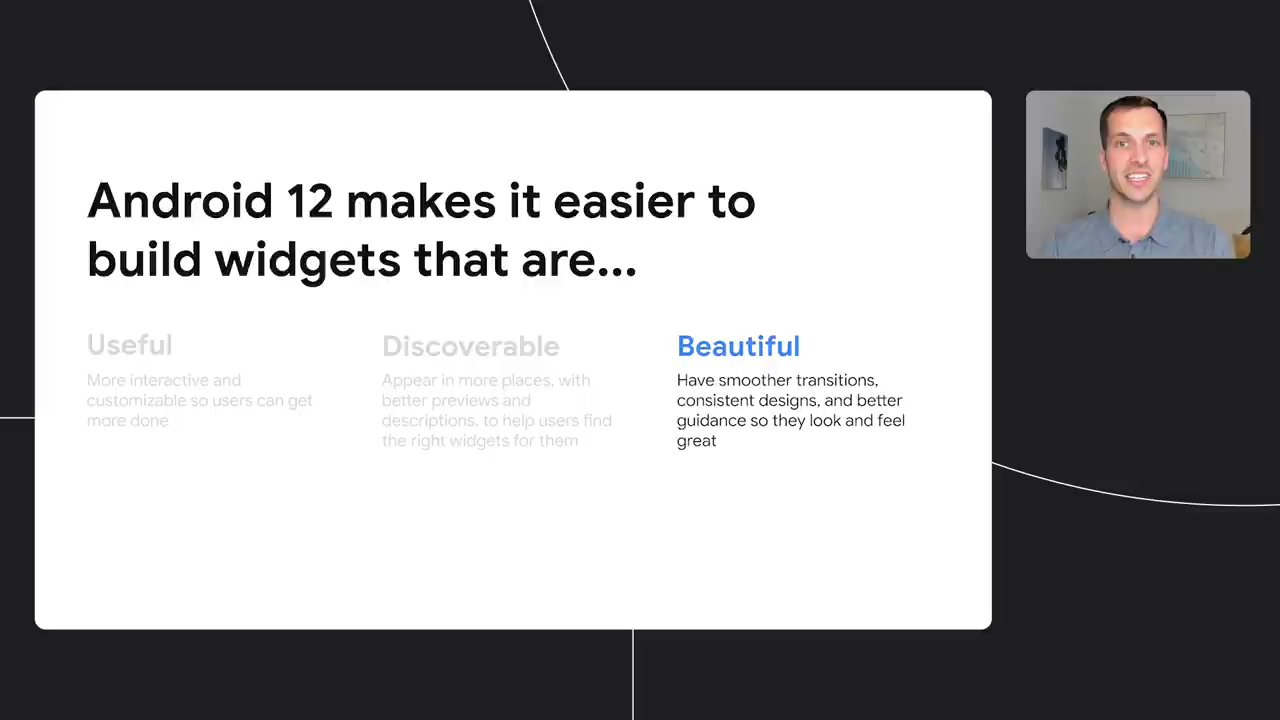 Android 12 makes it easier to
build widgets that are...
Useful
More interactive and
customizable so users can get
more done
Discoverable
Appear in more places, with
better previews and
descriptions, to help users find
the right widgets for them
Beautiful
Have smoother transitions,
consistent designs, and better
guidance so they look and feel
great